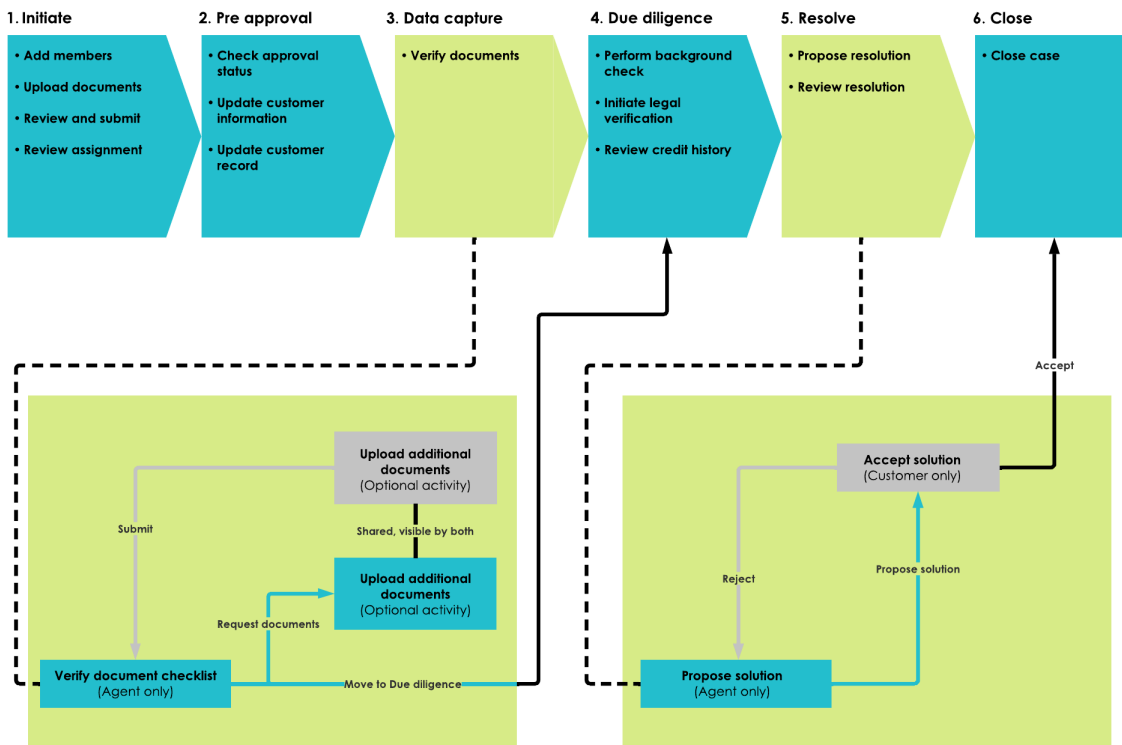 1. Initiate
• Add members
• Upload documents
• Review and submit
• Review assignment
2. Pre approval
• Check approval
status
• Update customer
information
• Update customer
record
3. Data capture
• Verify documents
4. Due diligence
• Perform background
check
• Initiate legal
verification
• Review credit history
5. Resolve
• Propose resolution
• Review resolution
6. Close
• Close case
Upload additional
documents
(Optional activity)
Submit
Shared, visible by both
Upload additional
documents
(Optional activity)
Request documents
Verify document checklist
(Agent only)
Move to Due diligence
Accept
Accept solution
(Customer only)
Reject
Propose solution
Propose solution
(Agent only)